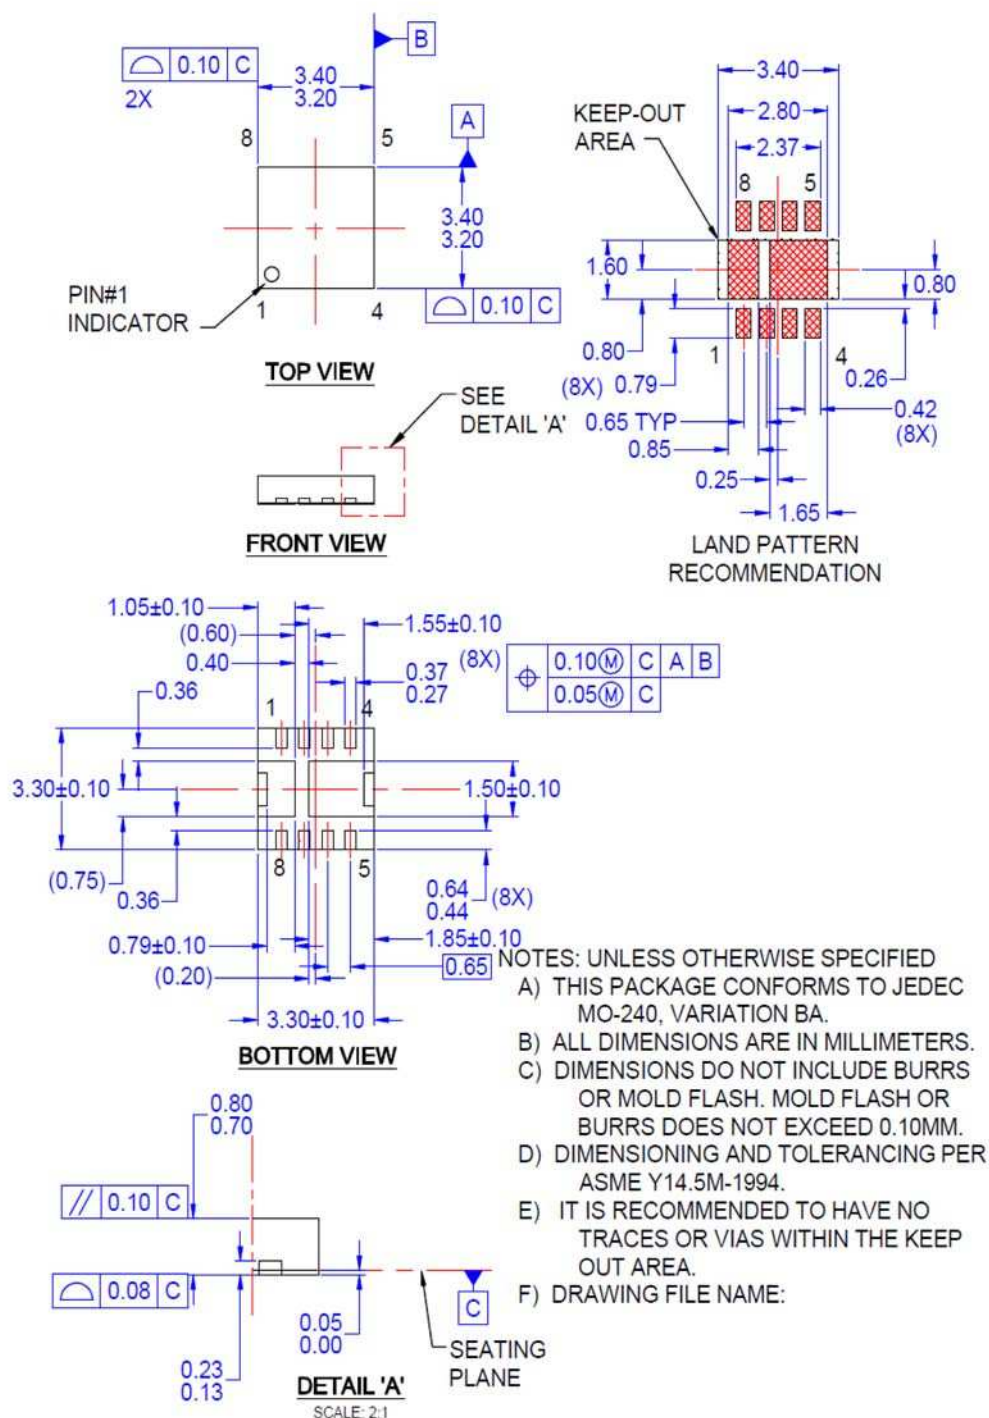 B
0.10 C
2X
3.40
3.20
8
5
A
3.40
3.20
PIN#1
INDICATOR
1
4
0.10 C
TOP VIEW
3.40
2.80
2.37
KEEP-OUT
AREA
8
5
1.60
0.80
0.80
1
4
(8X) 0.79
0.26
0.65 TYP
0.42
(8X)
0.85
0.25
1.65
LAND PATTERN
RECOMMENDATION
SEE
DETAIL 'A'
FRONT VIEW
1.05±0.10
(0.60)
1.55±0.10
0.40
0.37
0.27
(8X)
0.10Ⓜ C A B
0.05Ⓜ C
0.36
1
4
3.30±0.10
1.50±0.10
8
5
(0.75)
0.36
0.64
0.44
(8X)
0.79±0.10
1.85±0.10
(0.20)
0.65
3.30±0.10
BOTTOM VIEW
NOTES: UNLESS OTHERWISE SPECIFIED
A) THIS PACKAGE CONFORMS TO JEDEC
MO-240, VARIATION BA.
B) ALL DIMENSIONS ARE IN MILLIMETERS.
C) DIMENSIONS DO NOT INCLUDE BURRS
OR MOLD FLASH. MOLD FLASH OR
BURRS DOES NOT EXCEED 0.10MM.
D) DIMENSIONING AND TOLERANCING PER
ASME Y14.5M-1994.
E) IT IS RECOMMENDED TO HAVE NO
TRACES OR VIAS WITHIN THE KEEP
OUT AREA.
F) DRAWING FILE NAME:
0.80
0.70
// 0.10 C
0.08 C
0.05
0.00
C
SEATING
PLANE
0.23
0.13
DETAIL 'A'
SCALE: 2:1